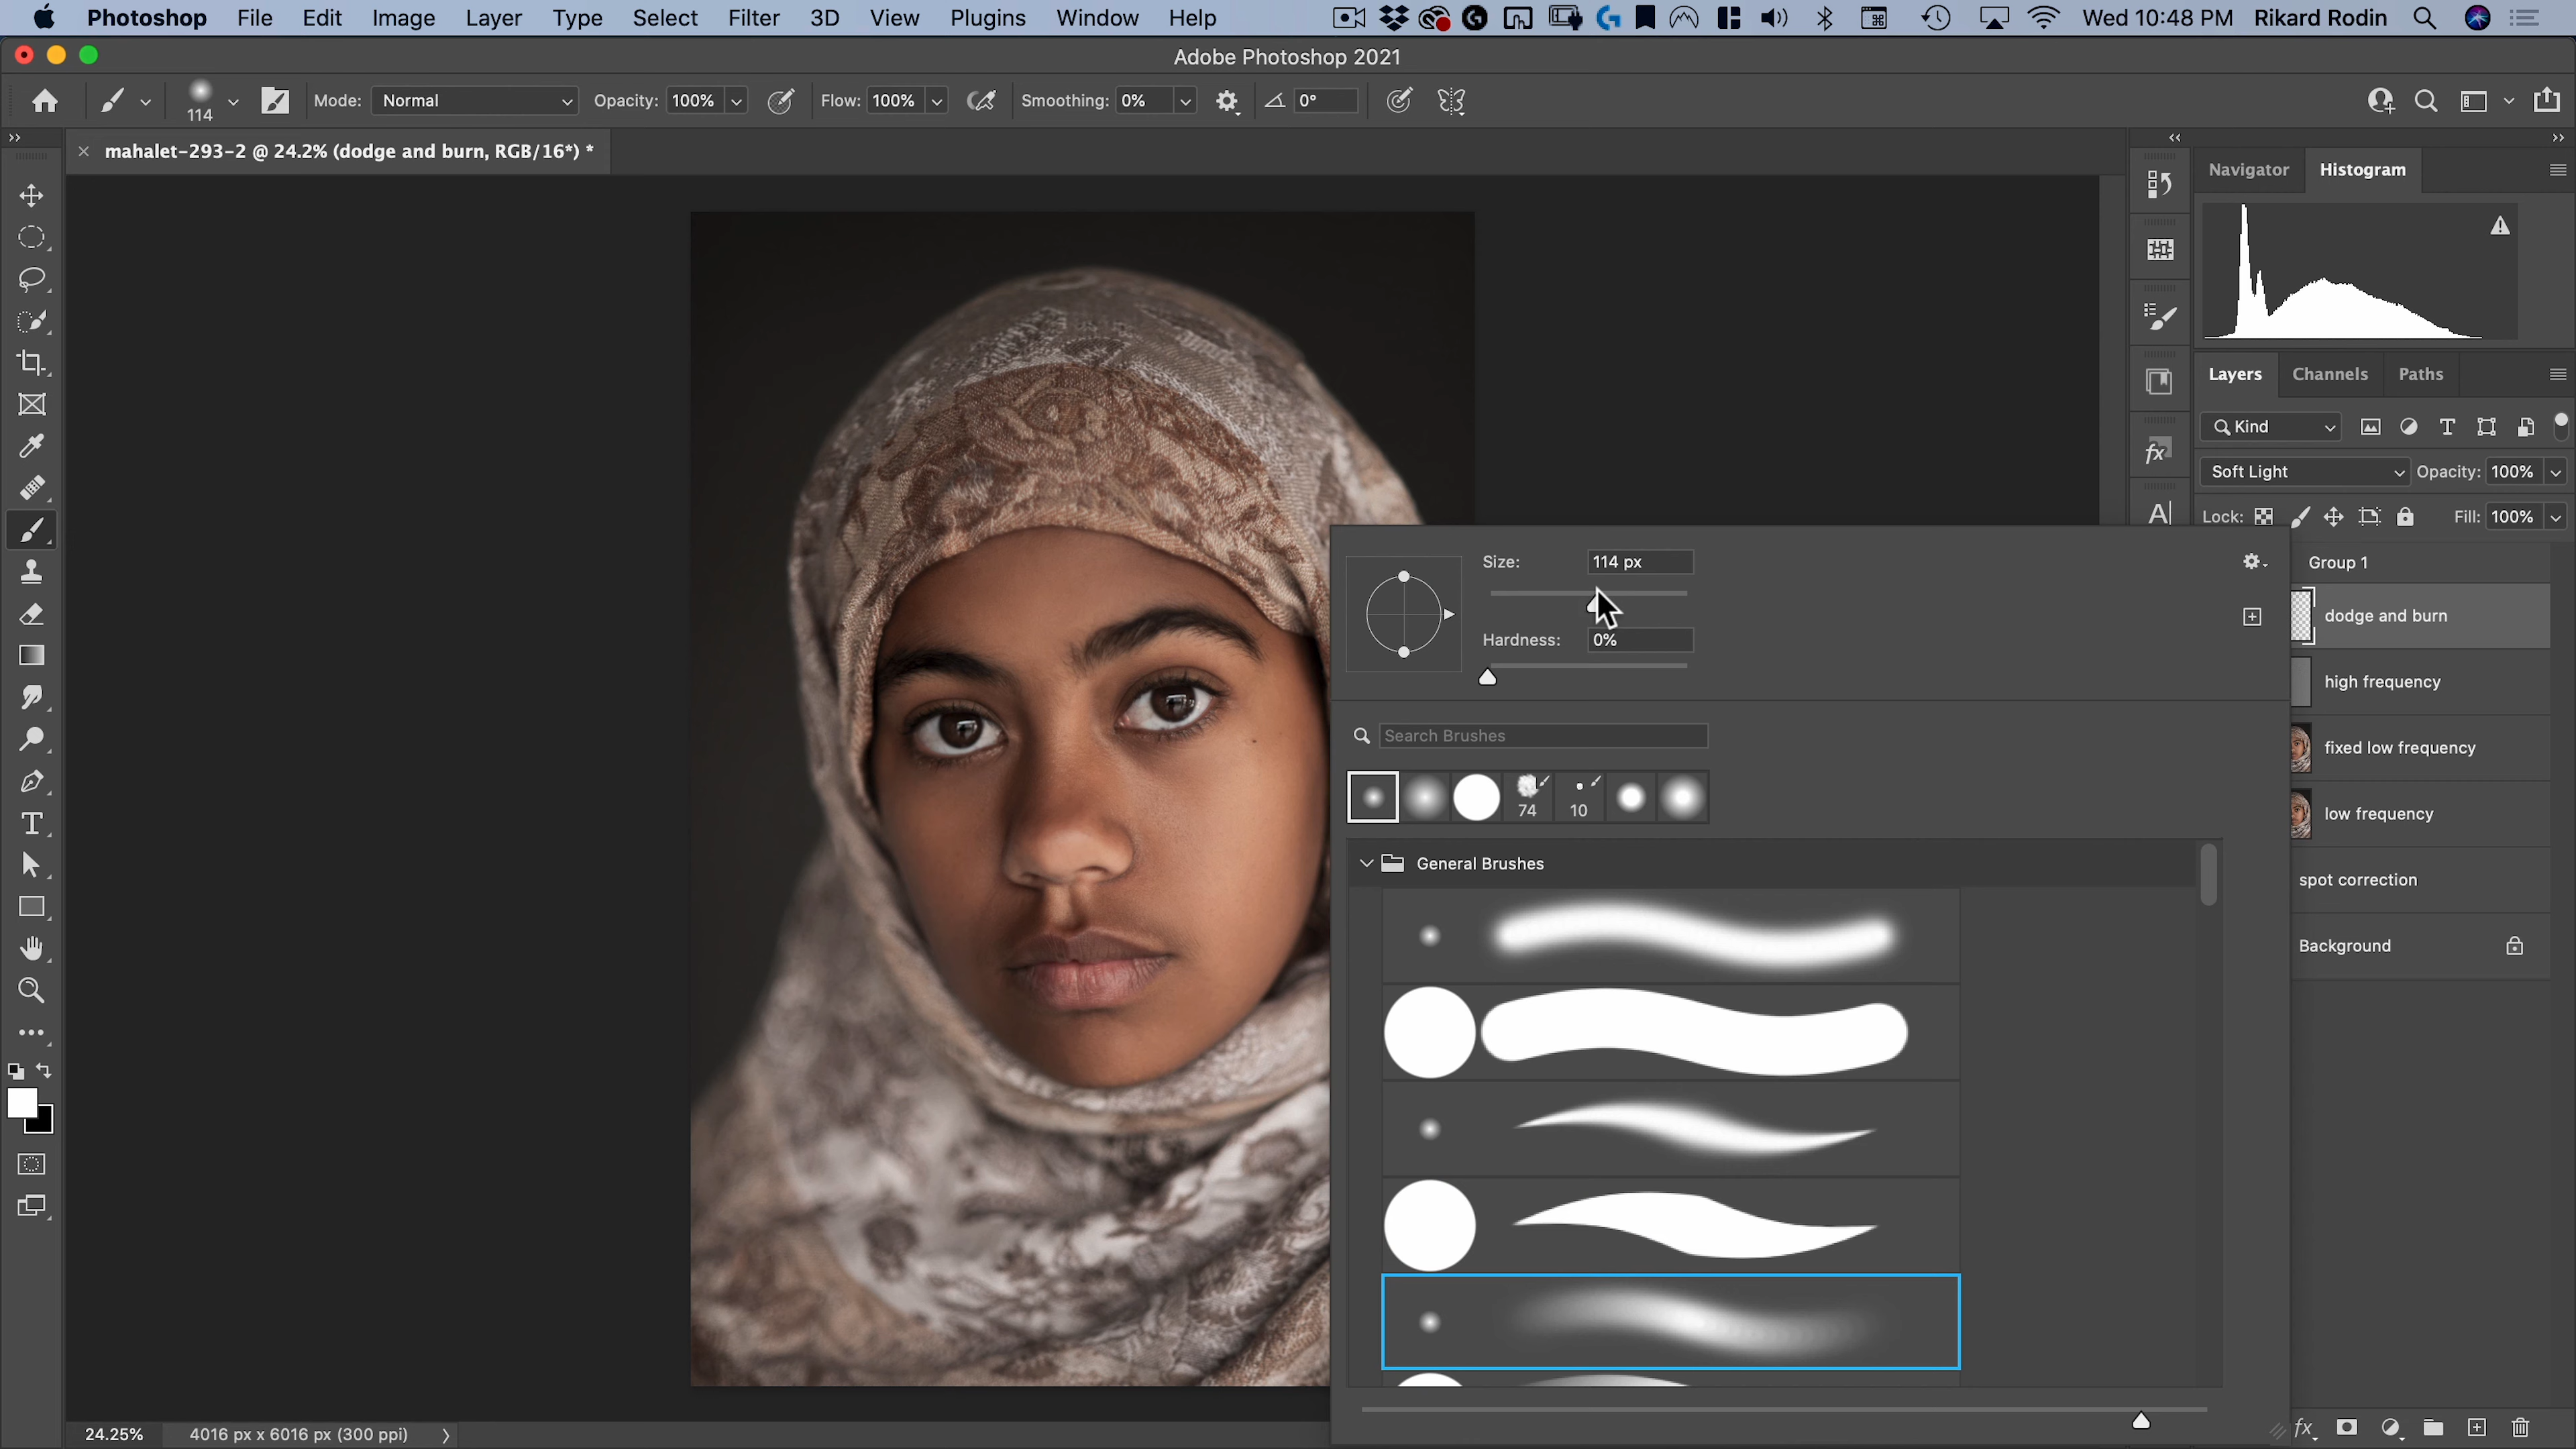 Photoshop File Edit Image Layer Type Select Filter 3D View Plugins Window Help Wed 10:48 PM Rikard Rodin
Adobe Photoshop 2021
114 Mode: Normal Opacity: 100% Flow: 100% Smoothing: 0% 0°
mahalet-293-2 @ 24.2% (dodge and burn, RGB/16*) *
Navigator Histogram
Layers Channels Paths
Kind
Soft Light Opacity: 100%
Lock: Fill: 100%
Group 1
dodge and burn
high frequency
fixed low frequency
low frequency
spot correction
Background
Size: 114 px
Hardness: 0%
Search Brushes
74 10
General Brushes
24.25% 4016 px x 6016 px (300 ppi)
fx